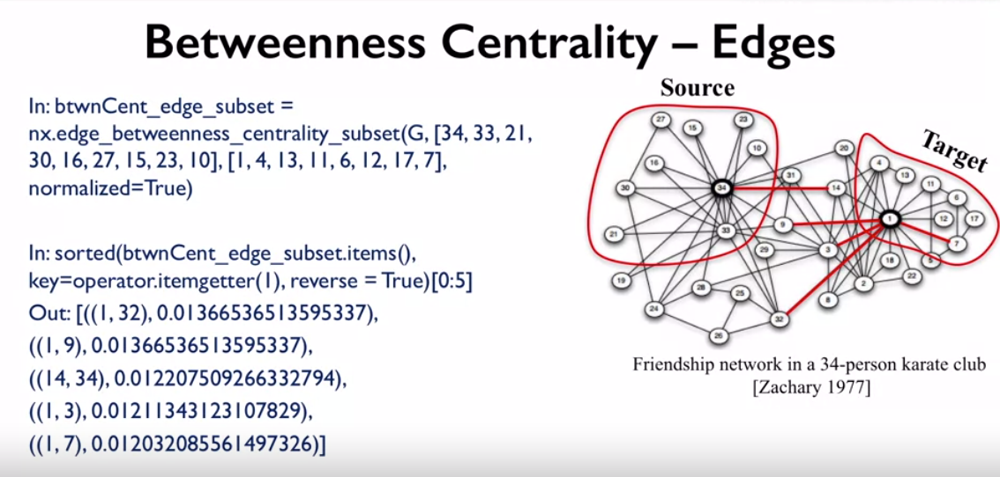 Betweenness Centrality – Edges
In: btwnCent_edge_subset =
nx.edge_betweenness_centrality_subset(G, [34, 33, 21,
30, 16, 27, 15, 23, 10], [1, 4, 13, 11, 6, 12, 17, 7],
normalized=True)
In: sorted(btwnCent_edge_subset.items(),
key=operator.itemgetter(1), reverse = True)[0:5]
Out: [((1, 32), 0.01366536513595337),
((1, 9), 0.01366536513595337),
((14, 34), 0.012207509266332794),
((1, 3), 0.01211343123107829),
((1, 7), 0.012032085561497326)]
Source
Target
27
15
23
10
20
16
4
13
31
11
30
34
14
6
1
12
17
33
9
21
7
29
3
18
5
19
28
25
2
22
8
24
32
26
Friendship network in a 34-person karate club
[Zachary 1977]